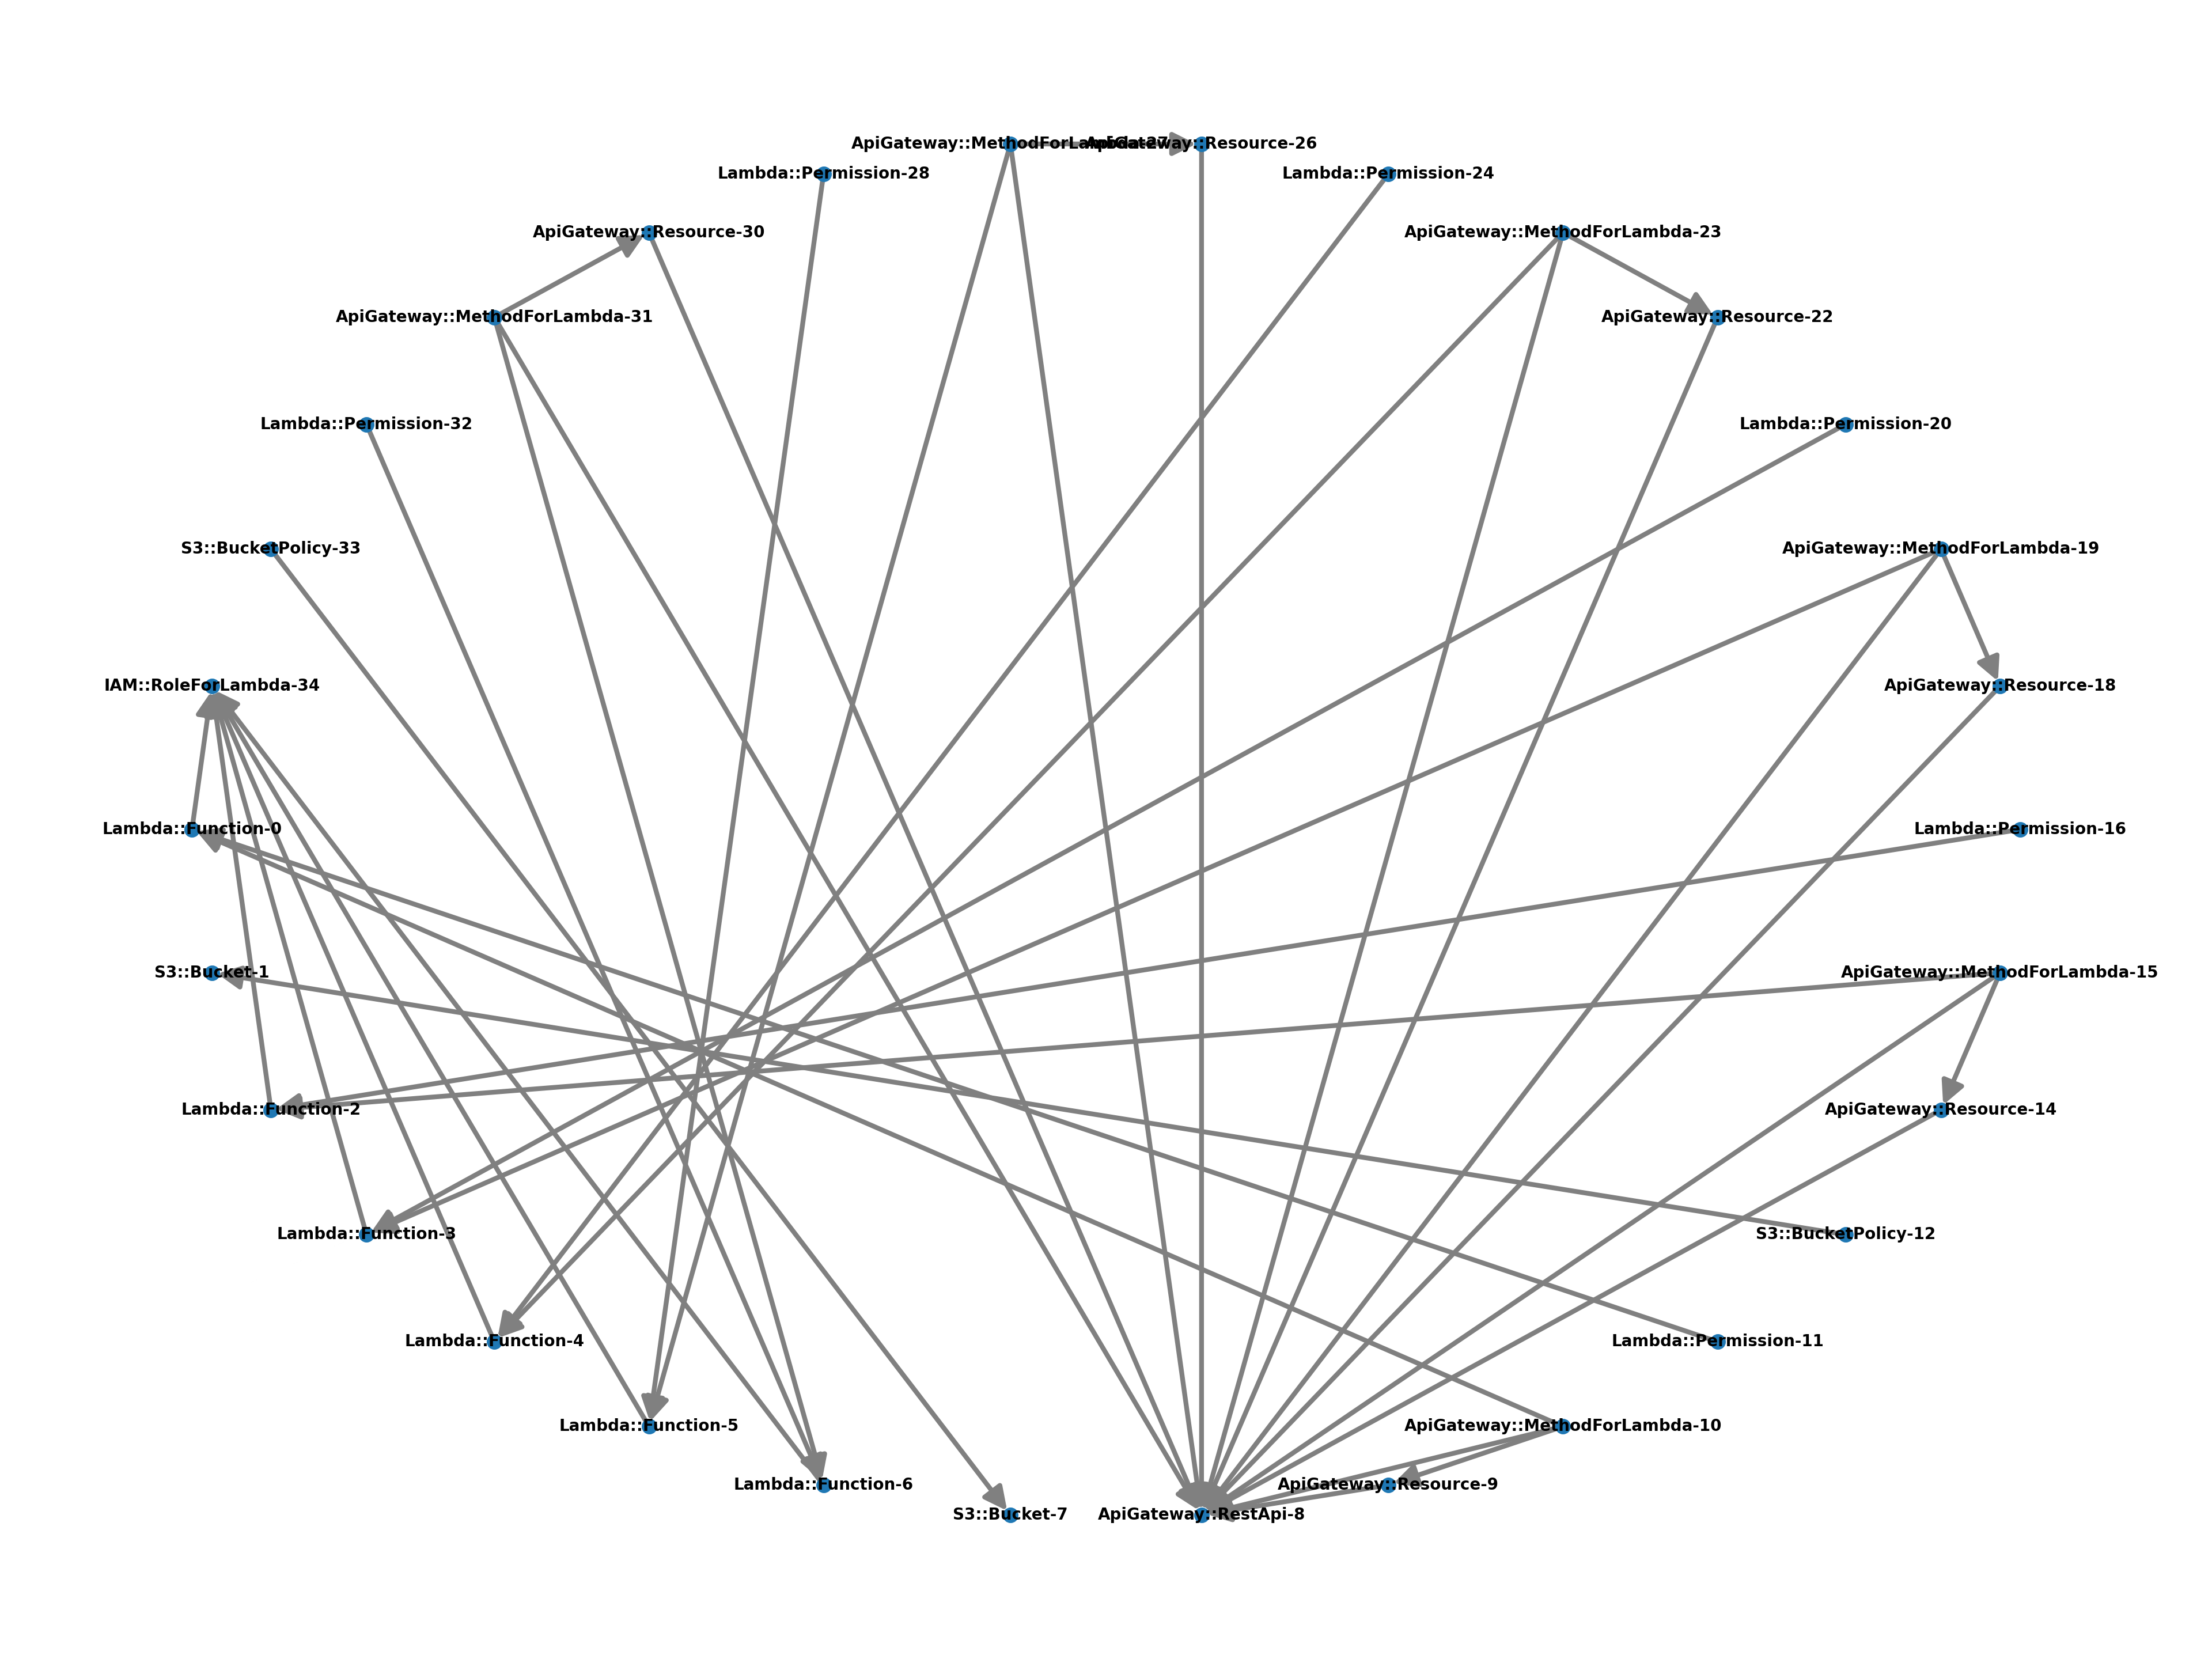 ApiGateway::MethodForLambda-27
ApiGateway::Resource-26
Lambda::Permission-28
Lambda::Permission-24
ApiGateway::Resource-30
ApiGateway::MethodForLambda-23
ApiGateway::MethodForLambda-31
ApiGateway::Resource-22
Lambda::Permission-32
Lambda::Permission-20
S3::BucketPolicy-33
ApiGateway::MethodForLambda-19
IAM::RoleForLambda-34
ApiGateway::Resource-18
Lambda::Function-0
Lambda::Permission-16
S3::Bucket-1
ApiGateway::MethodForLambda-15
Lambda::Function-2
ApiGateway::Resource-14
Lambda::Function-3
S3::BucketPolicy-12
Lambda::Function-4
Lambda::Permission-11
Lambda::Function-5
ApiGateway::MethodForLambda-10
Lambda::Function-6
ApiGateway::Resource-9
S3::Bucket-7
ApiGateway::RestApi-8